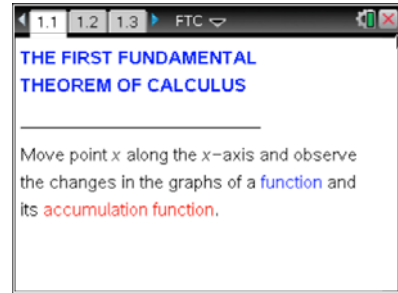 1.1 1.2 1.3 FTC
THE FIRST FUNDAMENTAL
THEOREM OF CALCULUS
Move point x along the x-axis and observe
the changes in the graphs of a function and
its accumulation function.